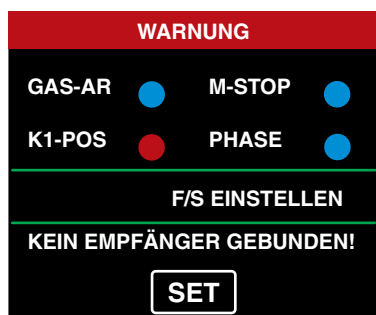 WARNUNG
GAS-AR M-STOP
K1-POS PHASE
F/S EINSTELLEN
KEIN EMPFÄNGER GEBUNDEN!
SET